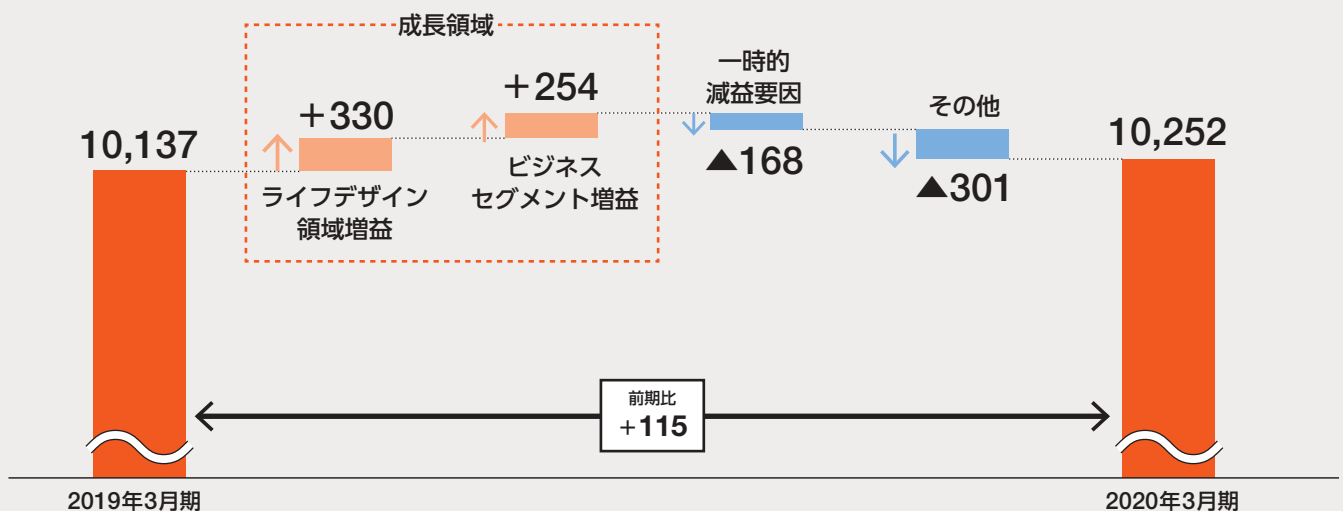 成長領域
10,137
+330
ライフデザイン
領域増益
+254
ビジネス
セグメント増益
一時的
減益要因
▲168
その他
▲301
10,252
前期比
+115
2019年3月期
2020年3月期